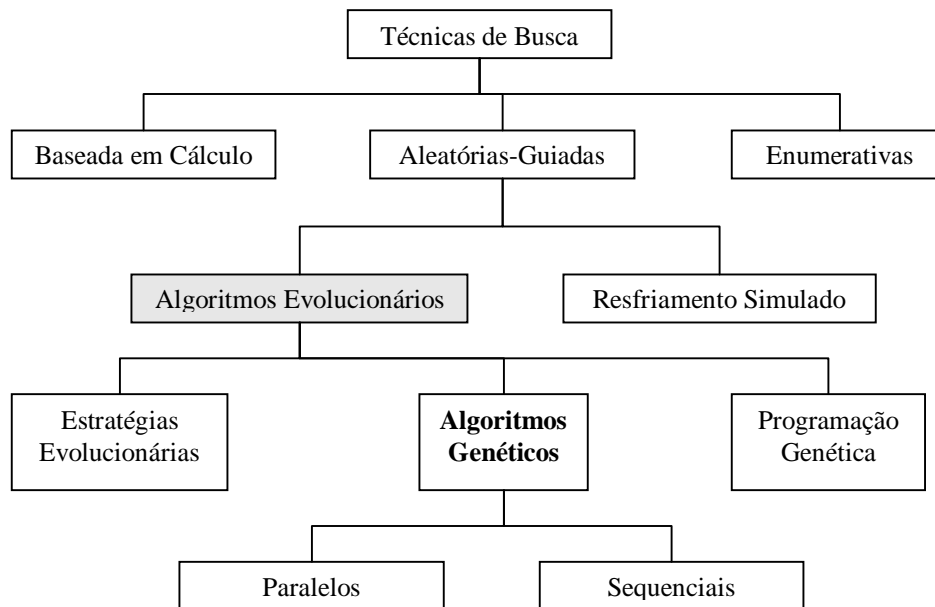 Técnicas de Busca
Baseada em Cálculo
Aleatórias-Guiadas
Enumerativas
Algoritmos Evolucionários
Resfriamento Simulado
Estratégias
Evolucionárias
Algoritmos
Genéticos
Programação
Genética
Paralelos
Sequenciais